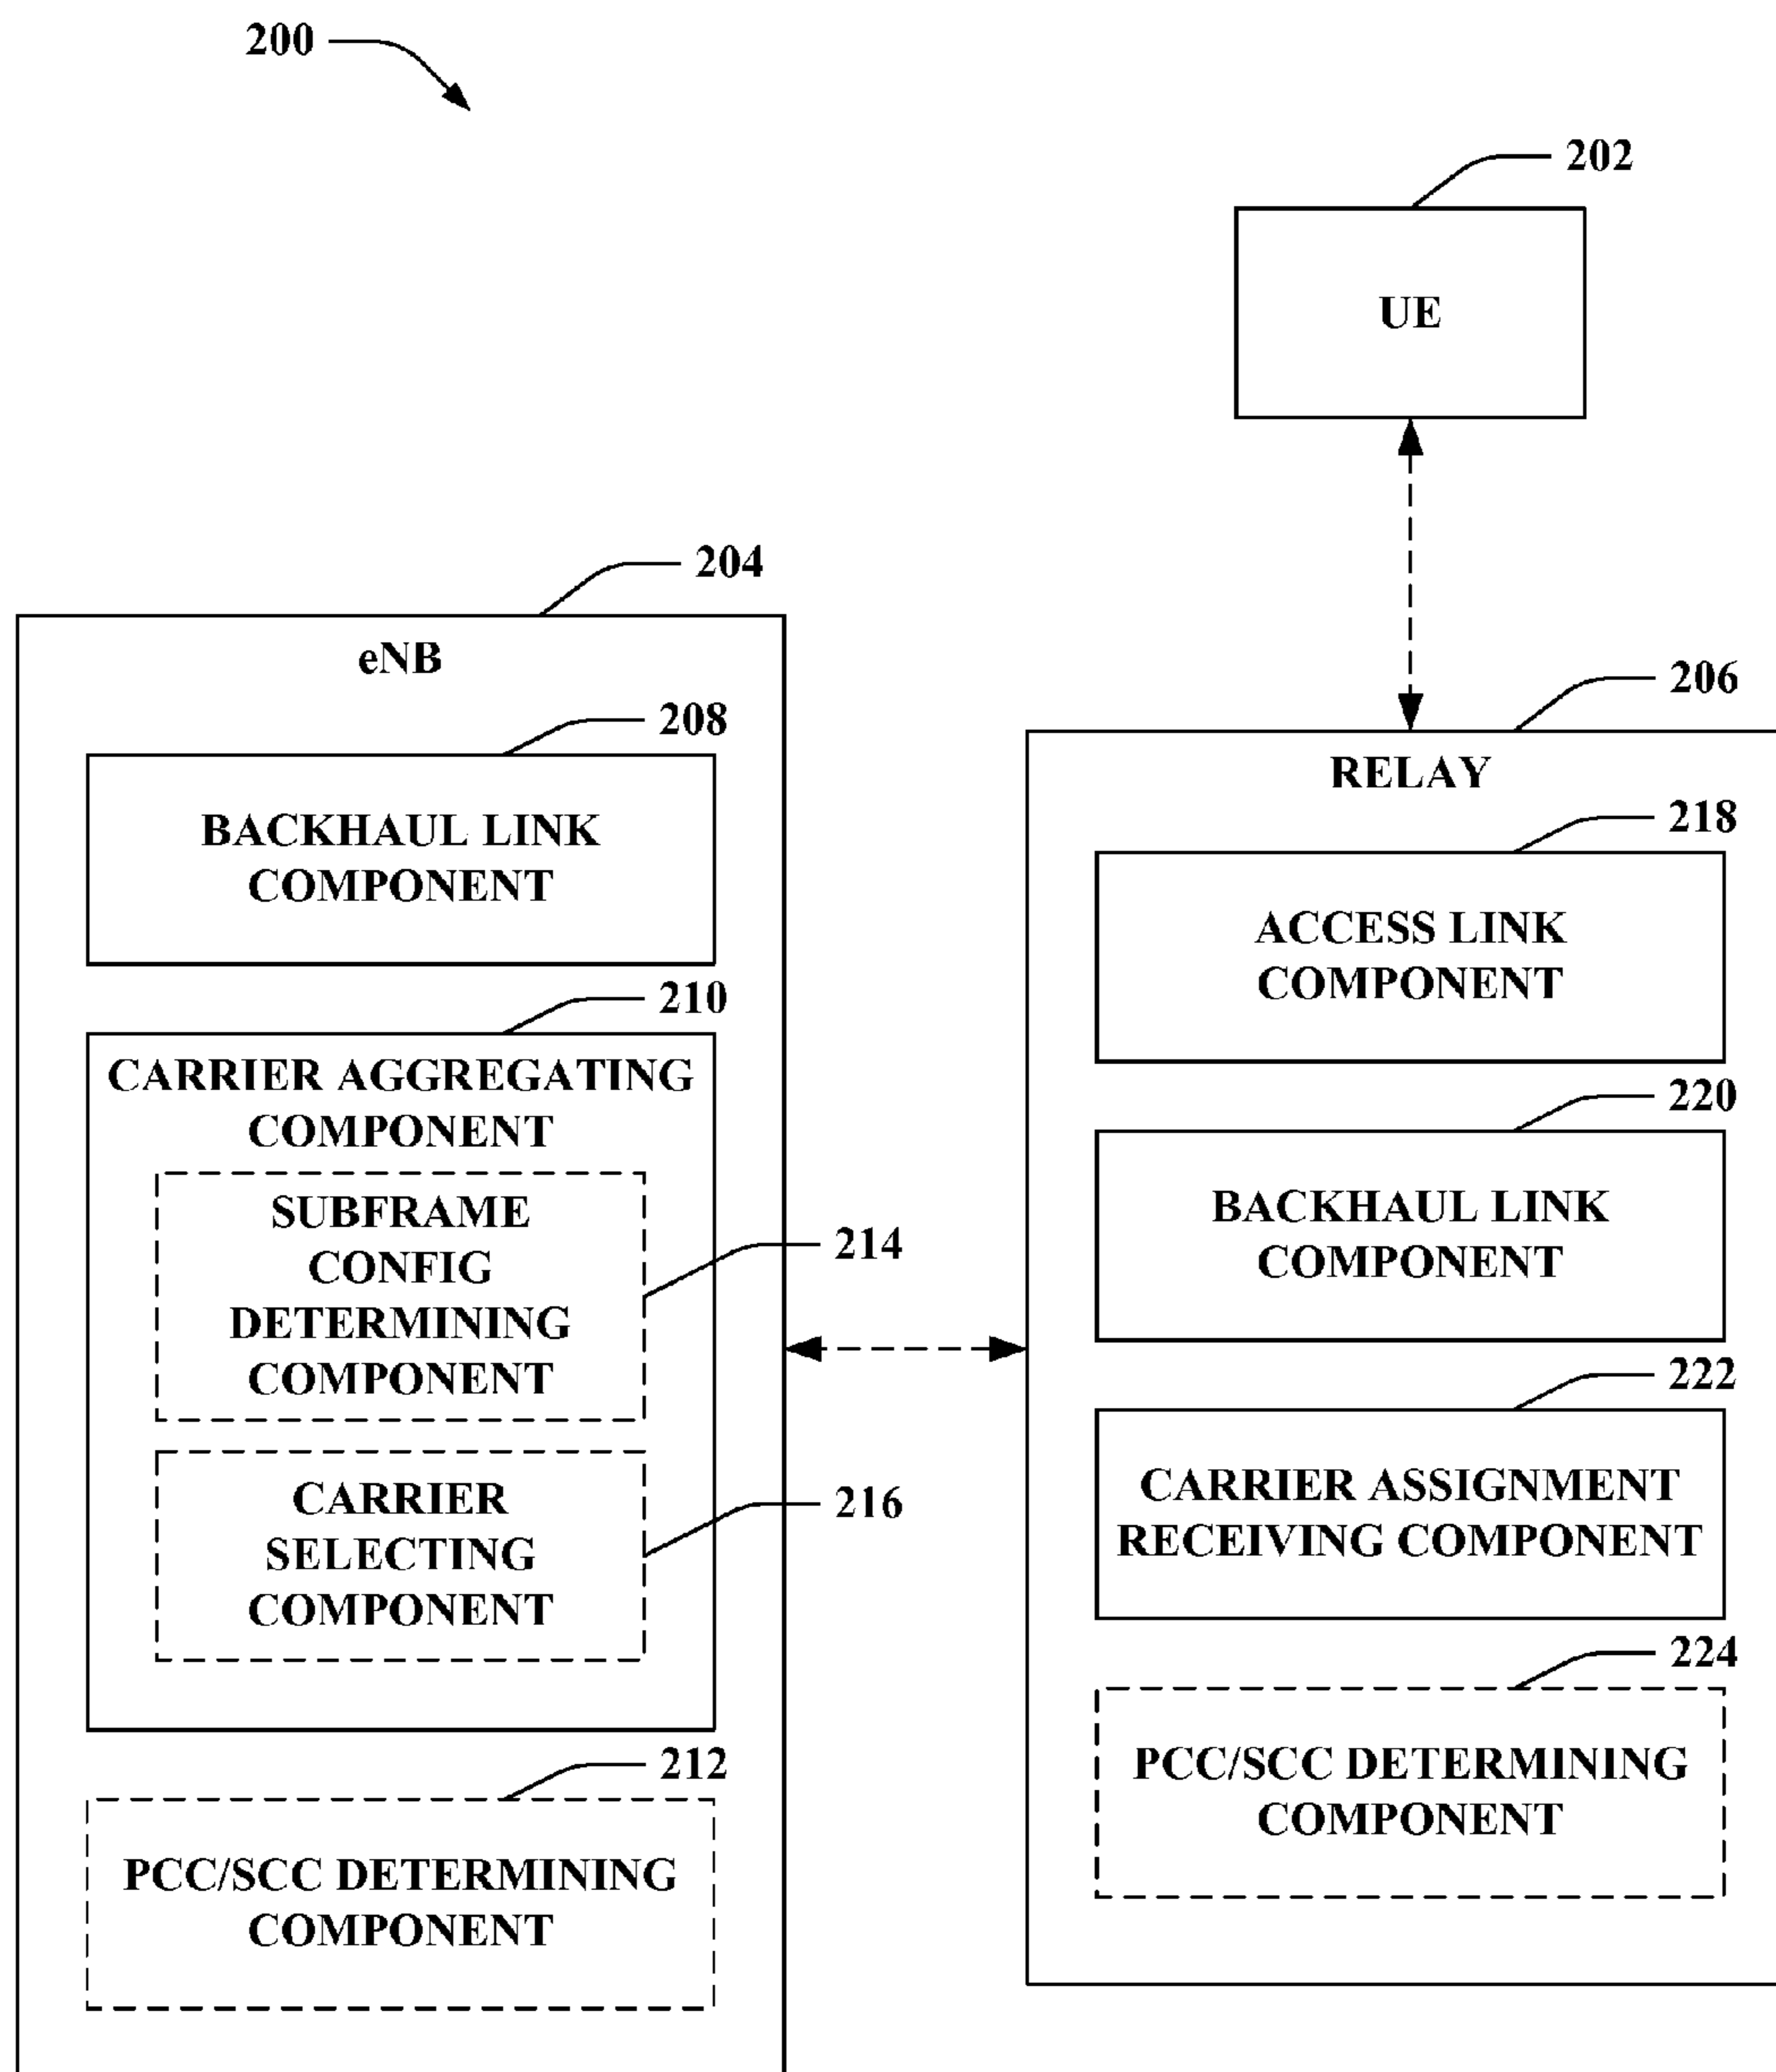 200
202
UE
204
eNB
208
BACKHAUL LINK
COMPONENT
210
CARRIER AGGREGATING
COMPONENT
SUBFRAME
CONFIG
DETERMINING
COMPONENT
214
CARRIER
SELECTING
COMPONENT
216
212
PCC/SCC DETERMINING
COMPONENT
206
RELAY
218
ACCESS LINK
COMPONENT
220
BACKHAUL LINK
COMPONENT
222
CARRIER ASSIGNMENT
RECEIVING COMPONENT
224
PCC/SCC DETERMINING
COMPONENT